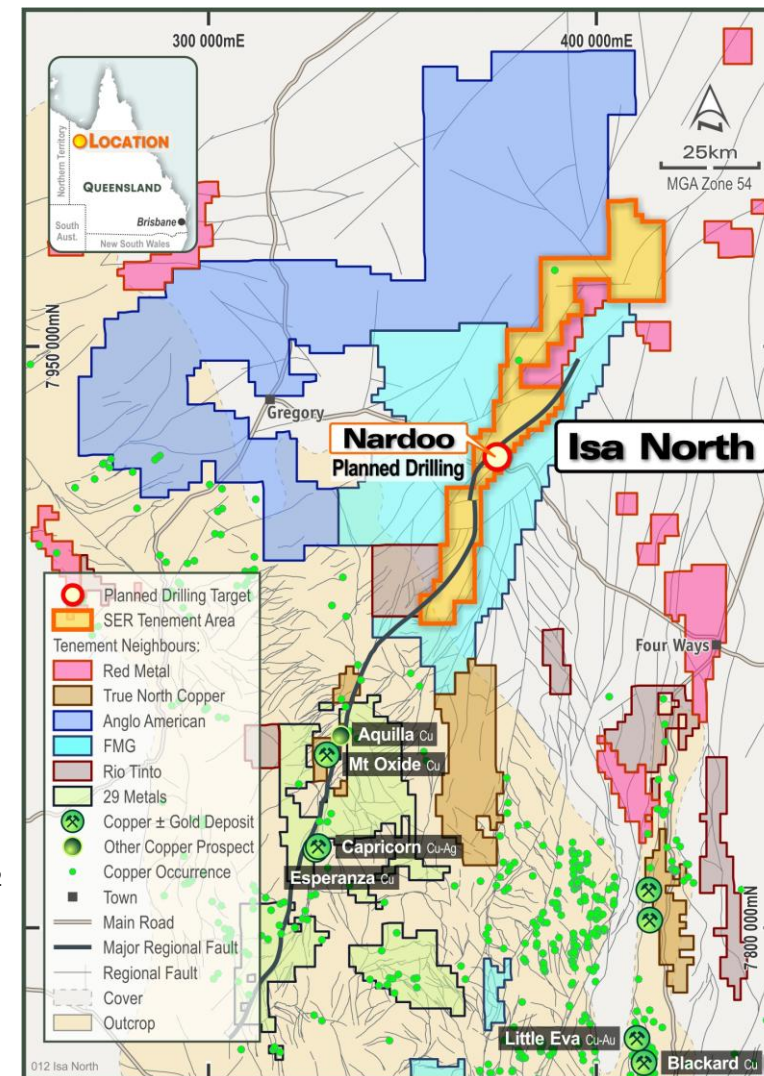 300 000mE
400 000mE
LOCATION
Northern Territory
QUEENSLAND
Brisbane
South
Aust.
New South Wales
N
25km
MGA Zone 54
7 950 000mN
Gregory
Nardoo
Planned Drilling
Isa North
Four Ways
Planned Drilling Target
SER Tenement Area
Tenement Neighbours:
Red Metal
True North Copper
Anglo American
FMG
Rio Tinto
29 Metals
Copper ± Gold Deposit
Other Copper Prospect
Copper Occurrence
Town
Main Road
Major Regional Fault
Regional Fault
Cover
Outcrop
Aquilla Cu
Mt Oxide Cu
Capricorn Cu-Ag
Esperanza Cu
2
7 800 000mN
Little Eva Cu-Au
Blackard Cu
012 Isa North